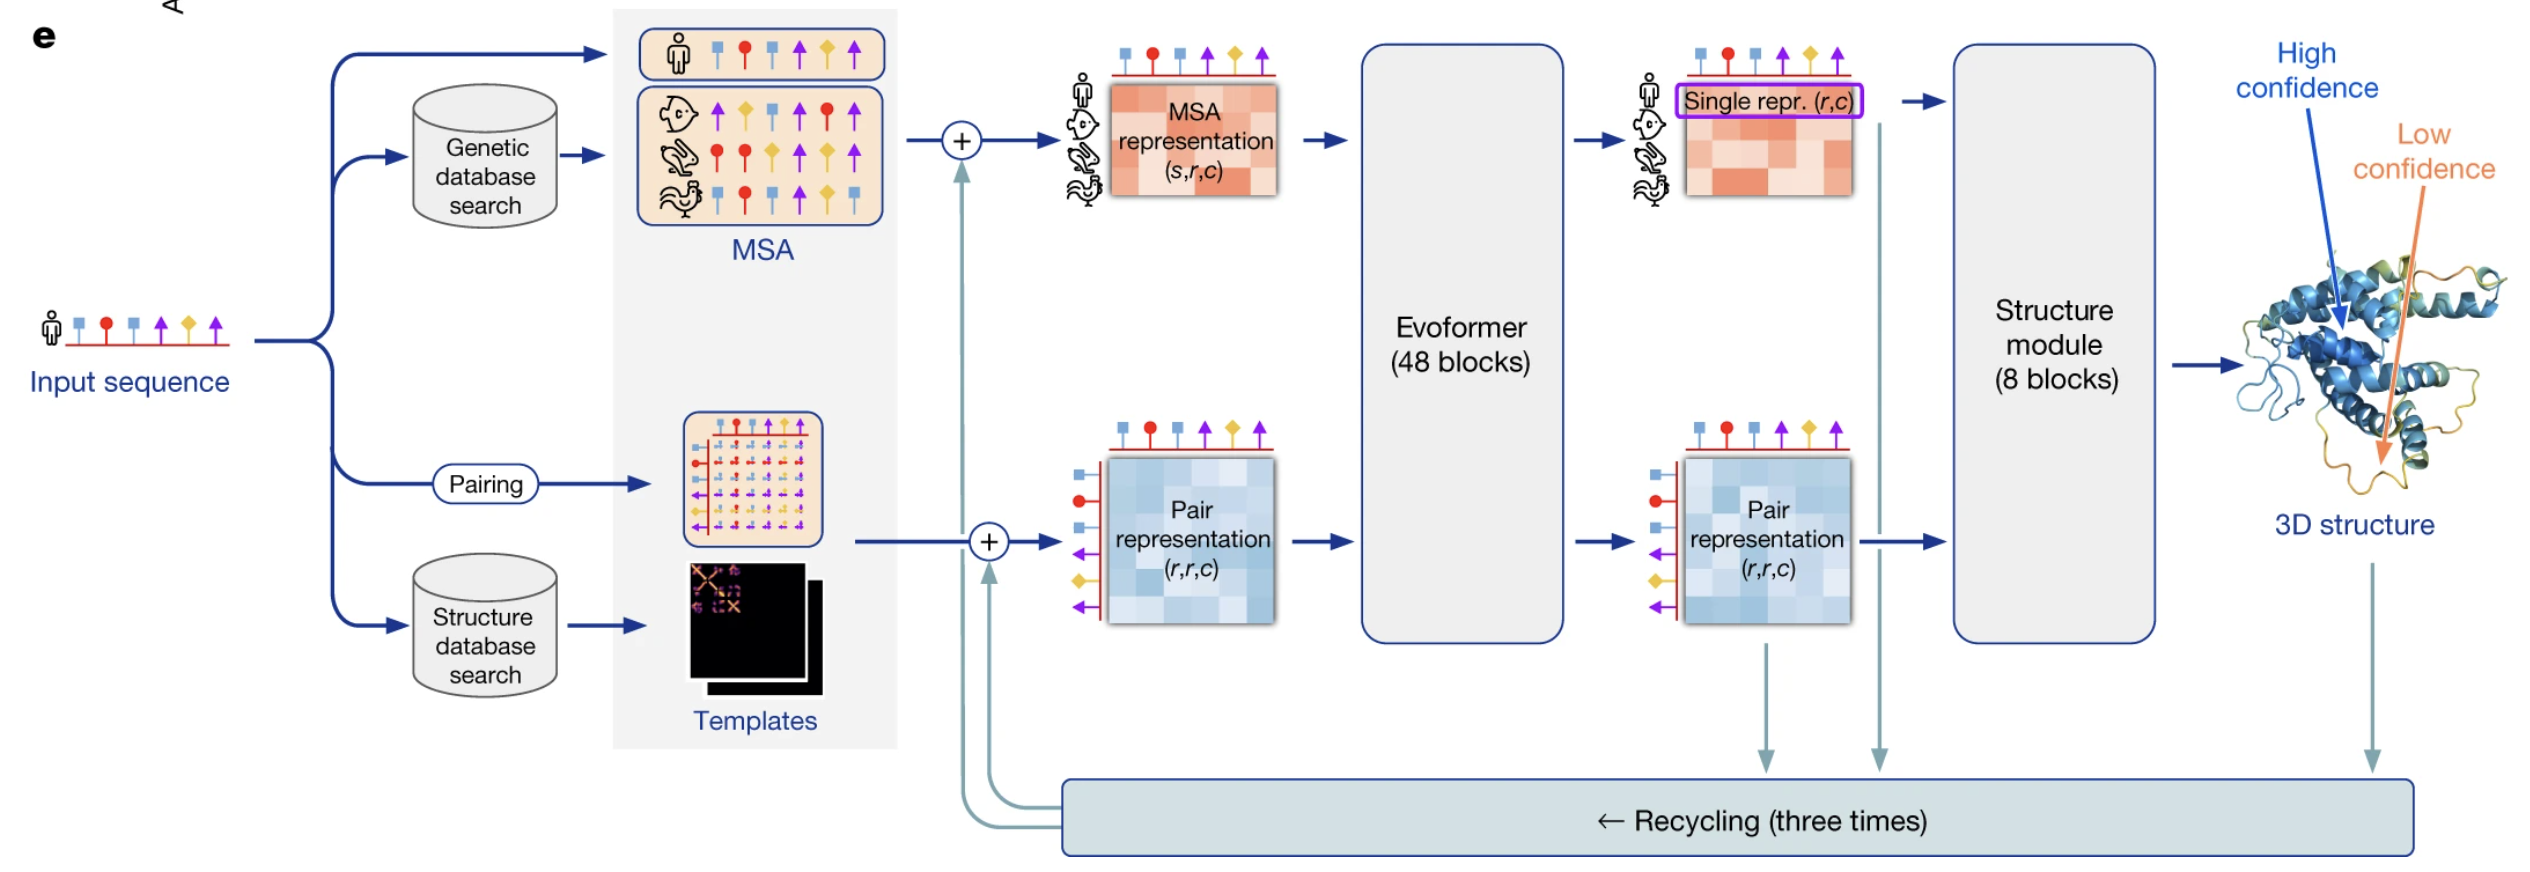 A
e
Input sequence
Genetic
database
search
Pairing
Structure
database
search
MSA
Templates
+
+
MSA
representation
(s,r,c)
Pair
representation
(r,r,c)
Evoformer
(48 blocks)
Single repr. (r,c)
Pair
representation
(r,r,c)
Structure
module
(8 blocks)
High
confidence
Low
confidence
3D structure
← Recycling (three times)